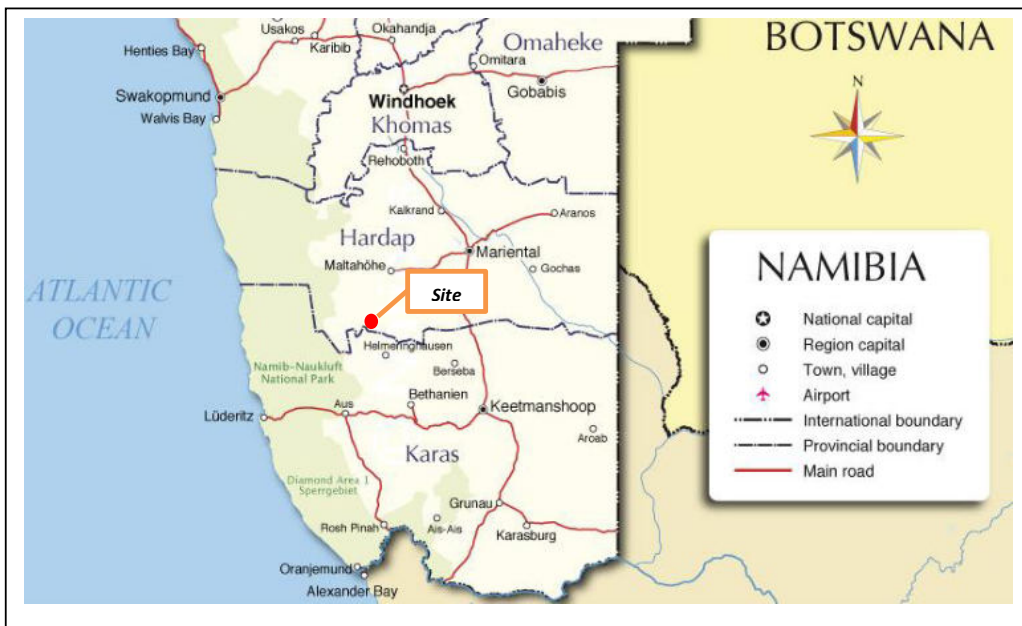 BOTSWANA
Usakos
Okahandja
Karibib
Omaheke
Henties Bay
Omitara
N
Gobabis
Swakopmund
Windhoek
Walvis Bay
Khomas
Rehoboth
Kalkrand
Aranos
Hardap
Mariental
Maltahöhe
Gochas
ATLANTIC
OCEAN
Site
Helmeringhausen
Namib-Naukluft
National Park
Berseba
Bethanien
Lüderitz
Aus
Keetmanshoop
Aroab
Karas
Diamond Area 1
Sperrgebiet
Grunau
Rosh Pinah
Ais-Ais
Karasburg
Oranjemund
Alexander Bay
NAMIBIA
National capital
Region capital
Town, village
Airport
International boundary
Provincial boundary
Main road